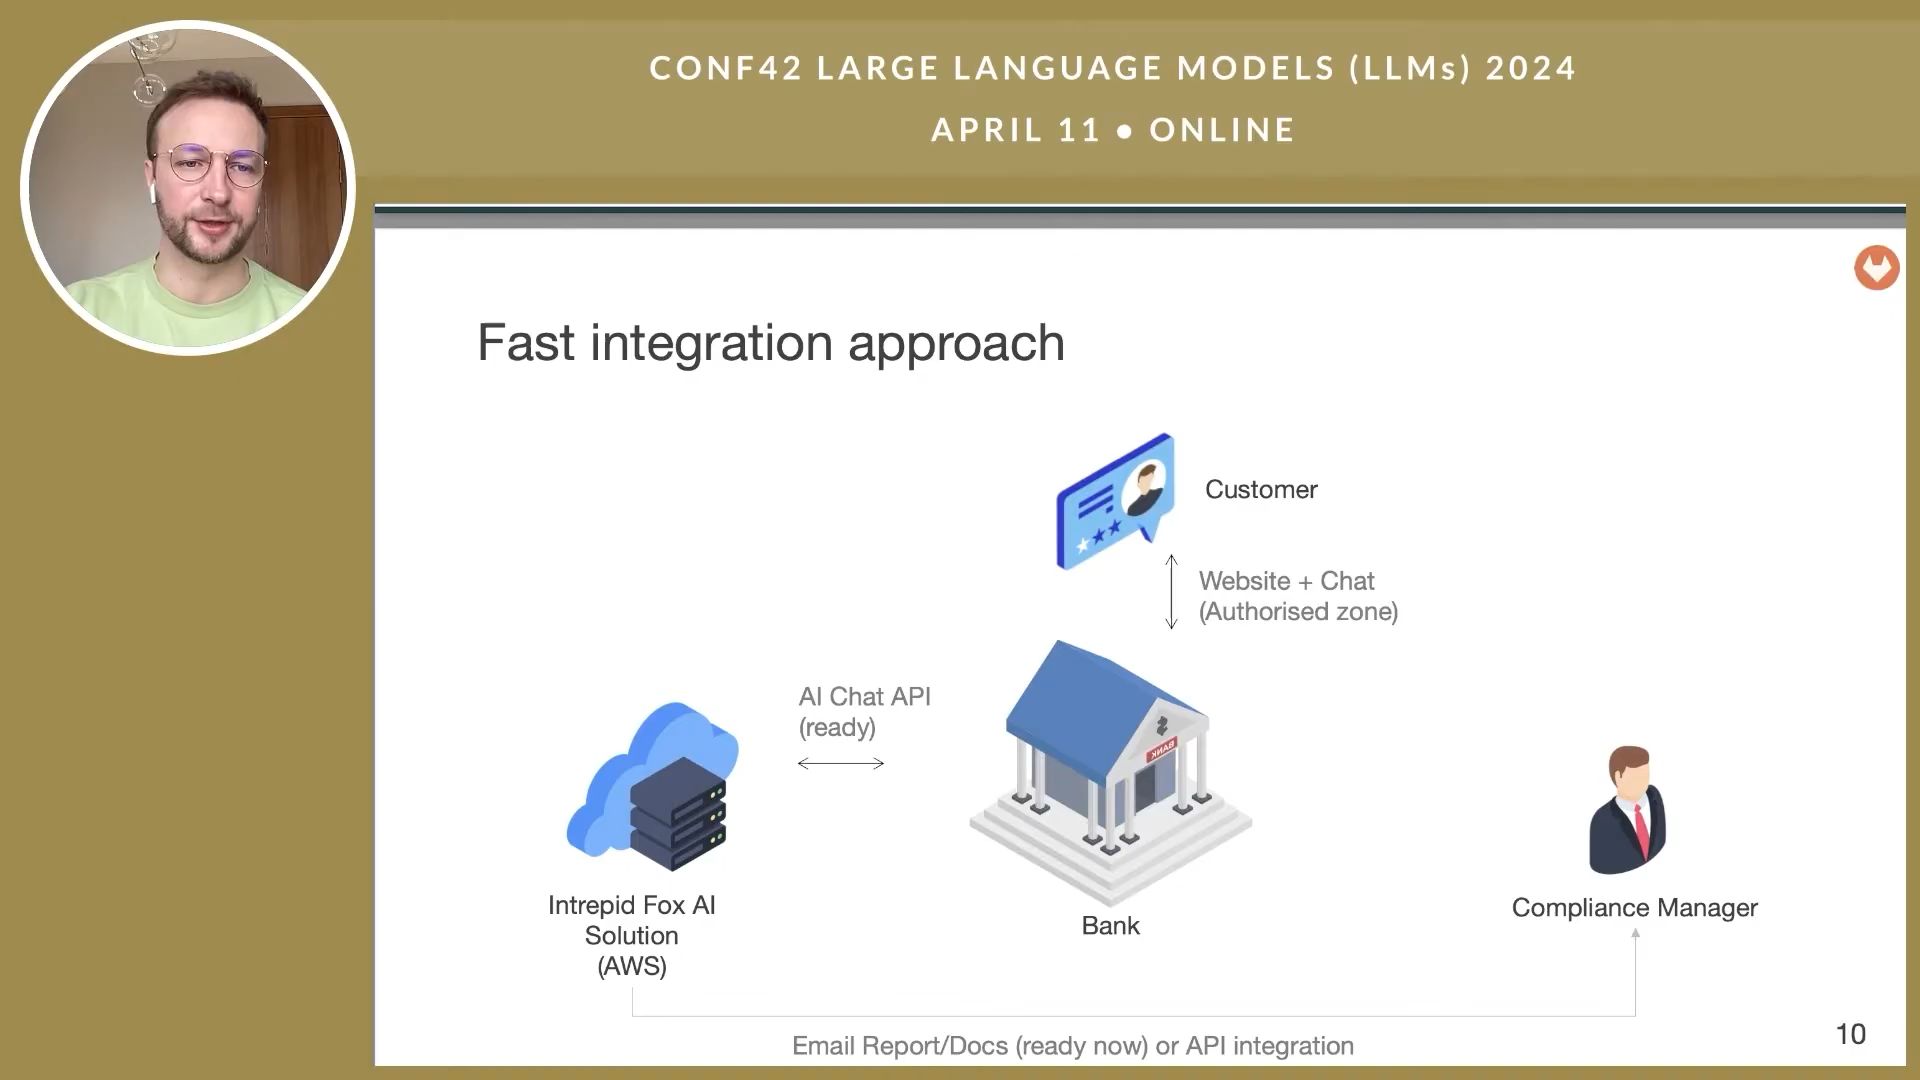 CONF42 LARGE LANGUAGE MODELS (LLMs) 2024
APRIL 11 ● ONLINE
Fast integration approach
Customer
Website + Chat
(Authorised zone)
AI Chat API
(ready)
BANK
Intrepid Fox AI
Solution
(AWS)
Bank
Compliance Manager
Email Report/Docs (ready now) or API integration
10